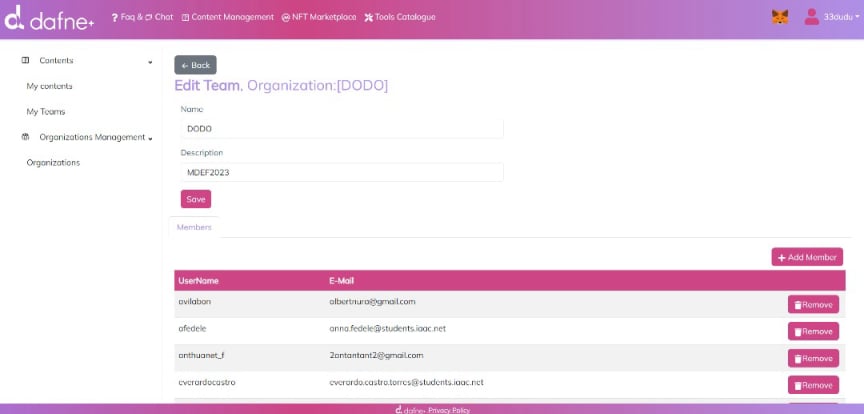 dafne+ Faq & Chat Content Management NFT Marketplace Tools Catalogue 33dudu
Contents
My contents
My Teams
Organizations Management
Organizations
← Back
Edit Team. Organization:[DODO]
Name
DODO
Description
MDEF2023
Save
Members
+ Add Member
UserName E-Mail
avilabon albertnura@gmail.com Remove
afedele anna.fedele@students.iaac.net Remove
anthuanet_f 2antantant2@gmail.com Remove
everardocastro everardo.castro.torres@students.iaac.net Remove
dafne+ Privacy Policy